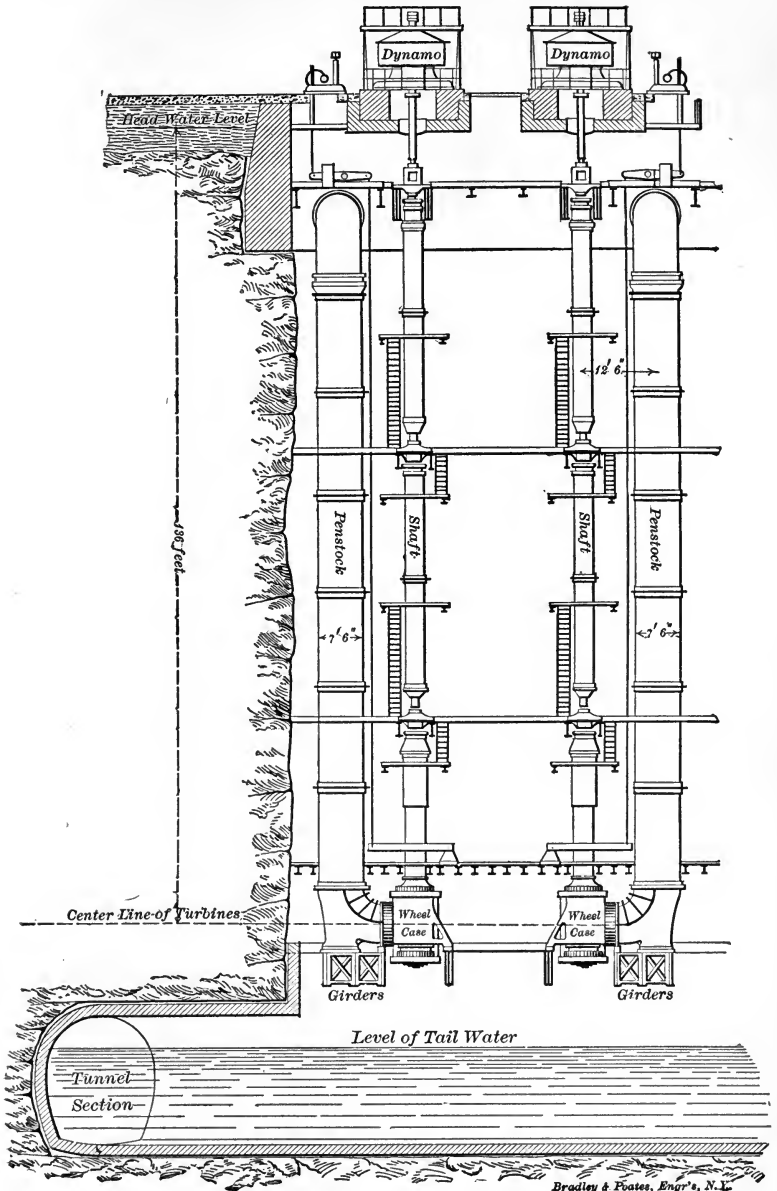 Dynamo
Dynamo
Head Water Level
12' 6"
136 feet
Penstock
Shaft
Shaft
Penstock
7' 6"
7' 6"
Center Line of Turbines
Wheel
Case
Wheel
Case
Girders
Girders
Level of Tail Water
Tunnel
Section
Bradley & Poates, Engr's, N.Y.